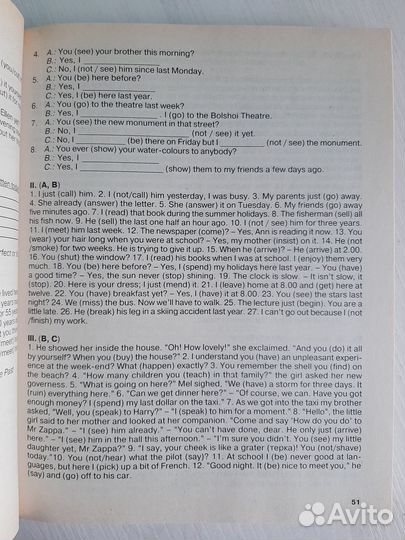 4. A.: You (see) your brother this morning?
B.: Yes, I
C.: No, I (not / see) him since last Monday.
5. A.: You (be) here before?
B.: Yes, I
C.: Yes, I (be) here last year.
6. A.: You (go) to the theatre last week?
B.: Yes, I . I (go) to the Bolshoi Theatre.
7. A.: You (see) the new monument in that street?
B.: No, I (not / see) it yet.
C.: No, I (be) there on Friday but I (not / see) the monument.
8. A.: You ever (show) your water-colours to anybody?
B.: Yes, I
C.: Yes, I (show) them to my friends a few days ago.
II. (A, B)
1. I just (call) him. 2. I (not/call) him yesterday, I was busy. 3. My parents just (go) away.
4. She already (answer) the letter. 5. She (answer) it on Tuesday. 6. My friends (go) away
five minutes ago. 7. I (read) that book during the summer holidays. 8. The fisherman (sell) all
his fish now. 9. He (sell) the last one half an hour ago. 10. I (not / see) him for three years.
11. I (meet) him last week. 12. The newspaper (come)? – Yes, Ann is reading it now. 13. You
(wear) your hair long when you were at school? – Yes, my mother (insist) on it. 14. He (not
/smoke) for two weeks. He is trying to give it up. 15. When he (arrive)? – He (arrive) at 2.00.
16. You (shut) the window? 17. I (read) his books when I was at school. I (enjoy) them very
much. 18. You (be) here before? – Yes, I (spend) my holidays here last year. – You (have)
a good time? – Yes, the sun never (stop) shining. 19. The clock is slow. – It isn't slow, it
(stop). 20. Here is your dress; I just (mend) it. 21. I (leave) home at 8.00 and (get) here at
twelve. 22. You (have) breakfast yet? – Yes, I (have) it at 8.00. 23. You (see) the stars last
night? 24. We (miss) the bus. Now we'll have to walk. 25. The lecture just (begin). You are a
little late. 26. He (break) his leg in a skiing accident last year. 27. I can't go out because I (not
/finish) my work.
III. (B, C)
1. He showed her inside the house. "Oh! How lovely!" she exclaimed. "And you (do) it all
by yourself? When you (buy) the house?" 2. I understand you (have) an unpleasant experi-
ence at the week-end? What (happen) exactly? 3. You remember the shell you (find) on
the beach? 4. "How many children you (teach) in that family?" the girl asked her new
governess. 5. "What is going on here?" Mel sighed, "We (have) a storm for three days. It
(ruin) everything here." 6. "Can we get dinner here?" – "Of course, we can. Have you got
enough money? I (spend) my last dollar on the taxi." 7. As we got into the taxi my brother
asked, "Well, you (speak) to Harry?" – "I (speak) to him for a moment." 8. "Hello", the little
girl said to her mother and looked at her companion. "Come and say 'How do you do' to
Mr Zappa." – "I (see) him already." – "You can't have done, dear. He only just (arrive)
here." – "I (see) him in the hall this afternoon." – "I'm sure you didn't. You (see) my little
daughter yet, Mr Zappa?" 9. "I say, your cheek is like a grater (терка)! You (not/shave)
today."10. You (not/hear) what the pilot (say)? 11. At school I (be) never good at lan-
guages, but here I (pick) up a bit of French. 12. "Good night. It (be) nice to meet you," he
(say) and (go) off to his car.
51
Avito